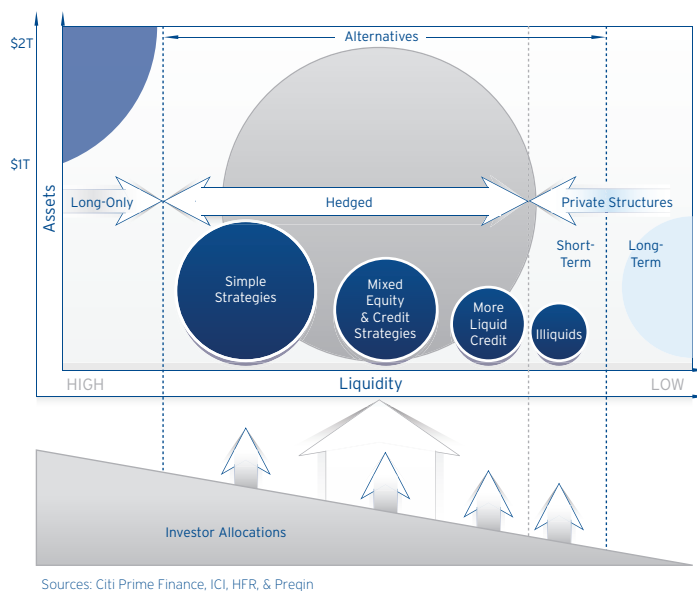 Alternatives
$2T
$1T
Assets
Long-Only
Hedged
Private Structures
Short-
Term
Long-
Term
Simple
Strategies
Mixed
Equity
& Credit
Strategies
More
Liquid
Credit
Illiquids
HIGH
Liquidity
LOW
Investor Allocations
Sources: Citi Prime Finance, ICI, HFR, & Preqin